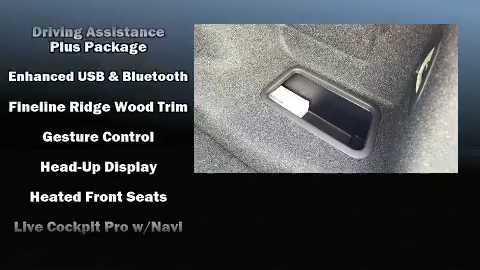 Driving Assistance
Plus Package
Enhanced USB & Bluetooth
Fineline Ridge Wood Trim
Gesture Control
Head-Up Display
Heated Front Seats
Live Cockpit Pro w/Navi